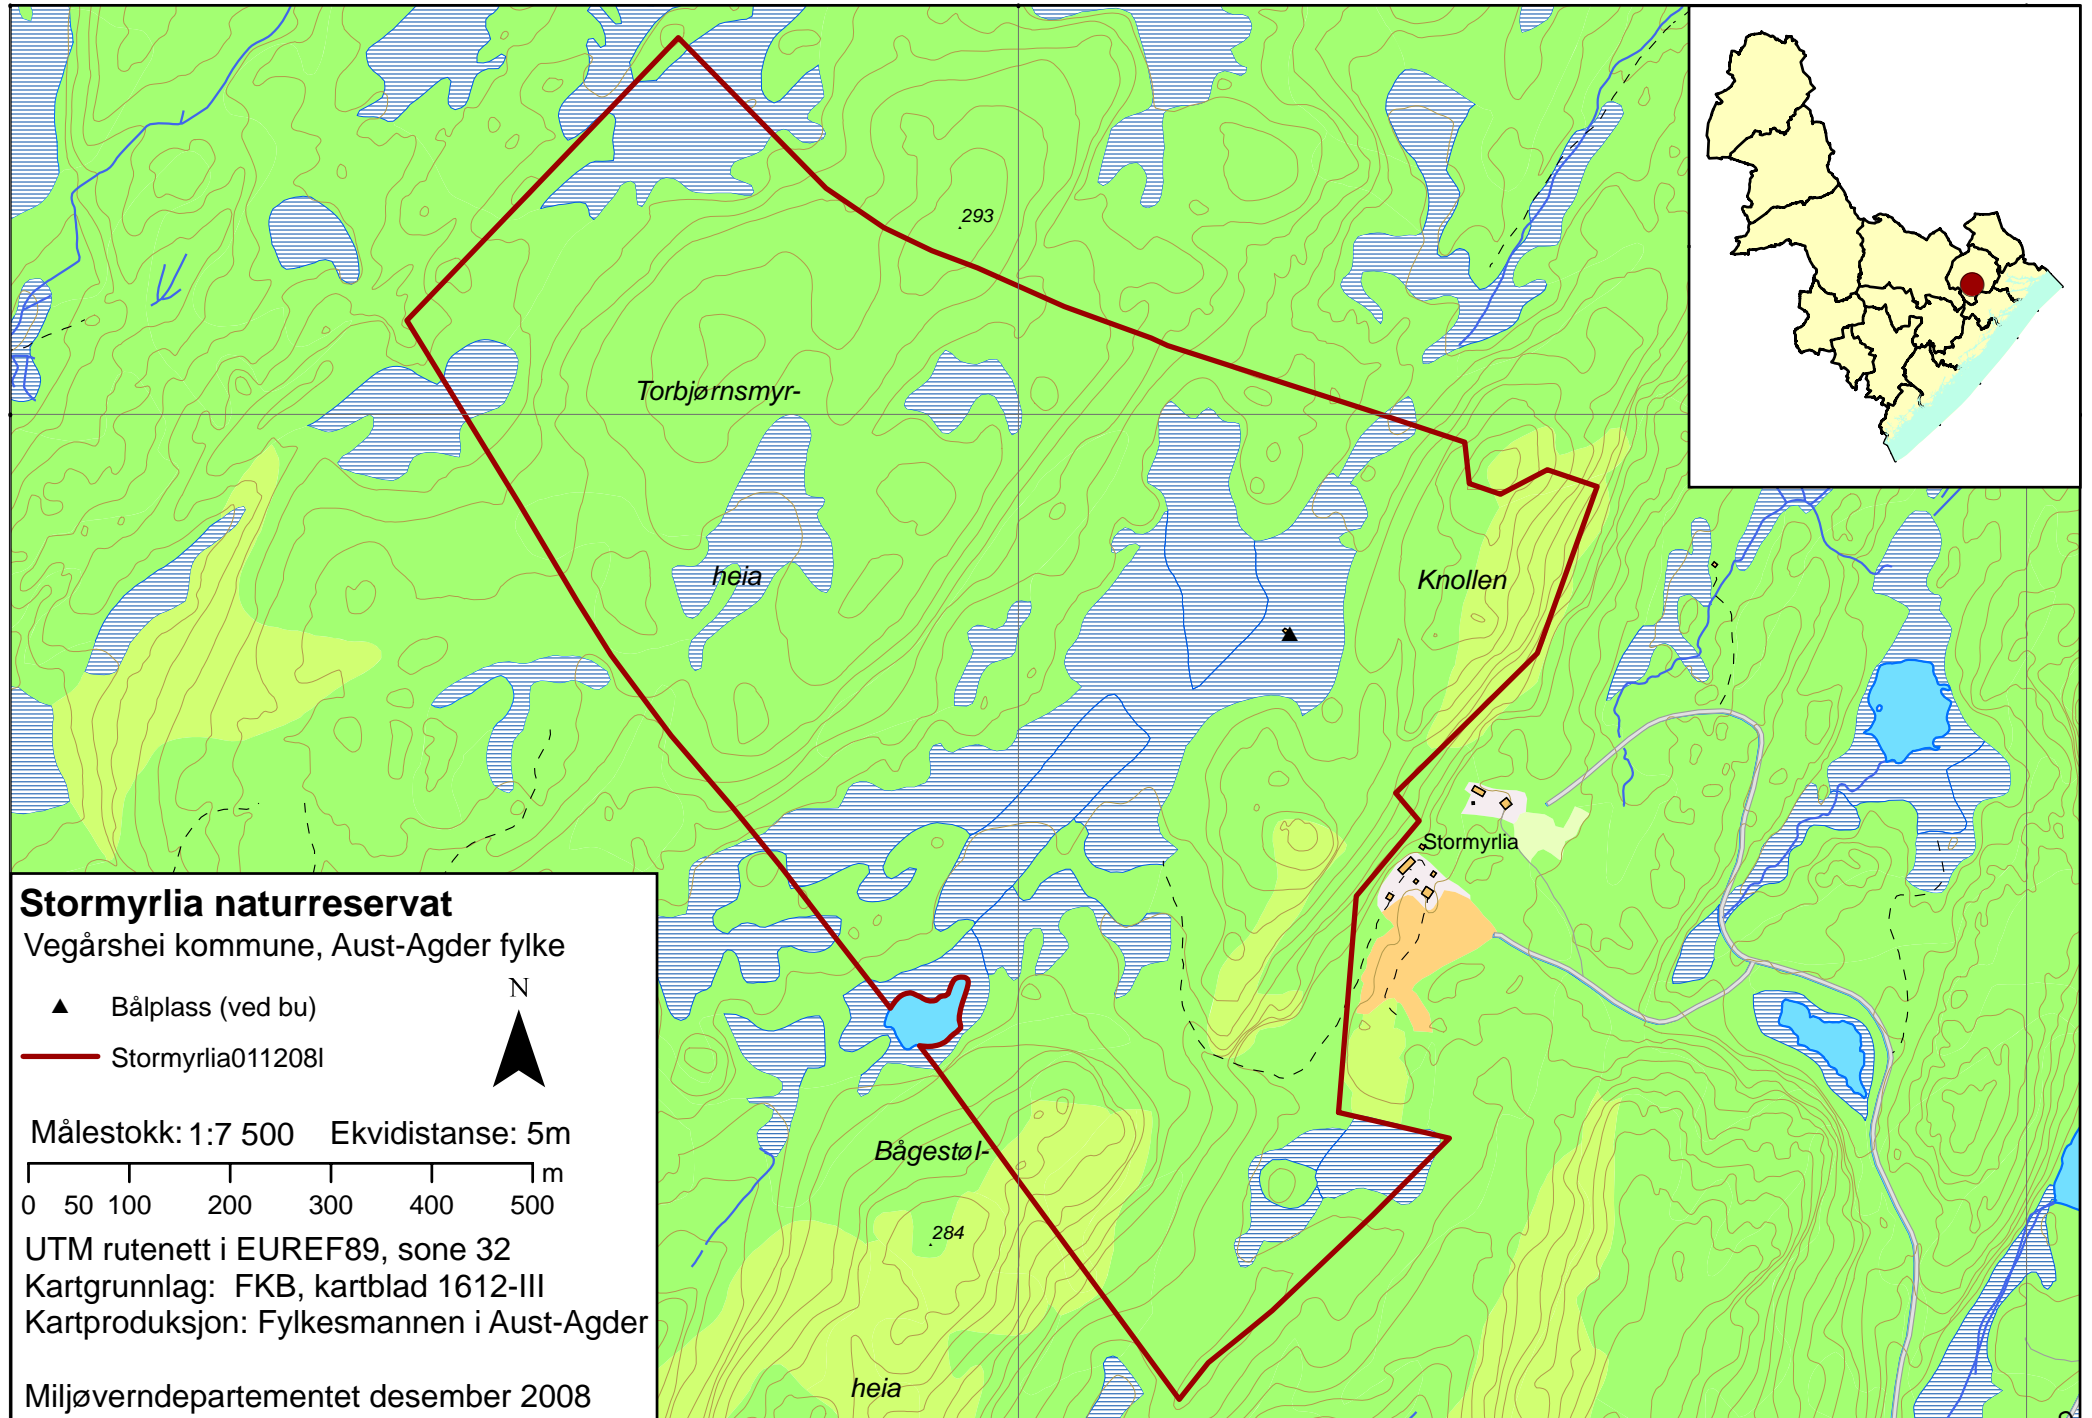 293
Torbjørnsmyr-
heia
Knollen
Stormyrlia
Bågestøl-
284
heia
Stormyrlia naturreservat
Vegårshei kommune, Aust-Agder fylke
N
Bålplass (ved bu)
Stormyrlia011208l
Målestokk: 1:7 500 Ekvidistanse: 5m
m
0 50 100 200 300 400 500
UTM rutenett i EUREF89, sone 32
Kartgrunnlag: FKB, kartblad 1612-III
Kartproduksjon: Fylkesmannen i Aust-Agder
Miljøverndepartementet desember 2008